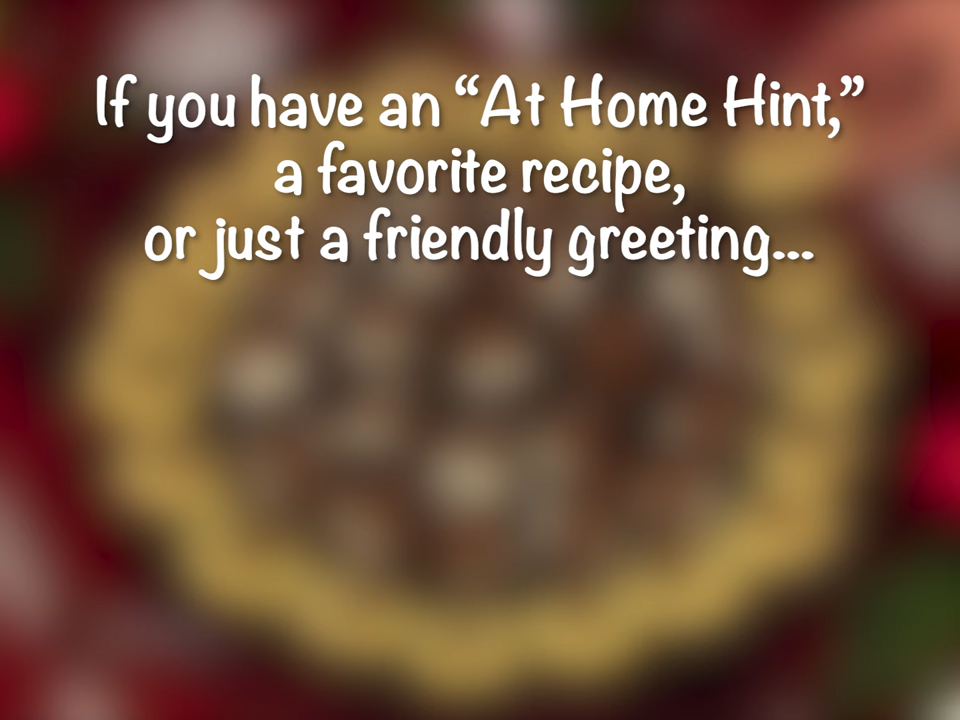 If you have an “At Home Hint,”
a favorite recipe,
or just a friendly greeting...